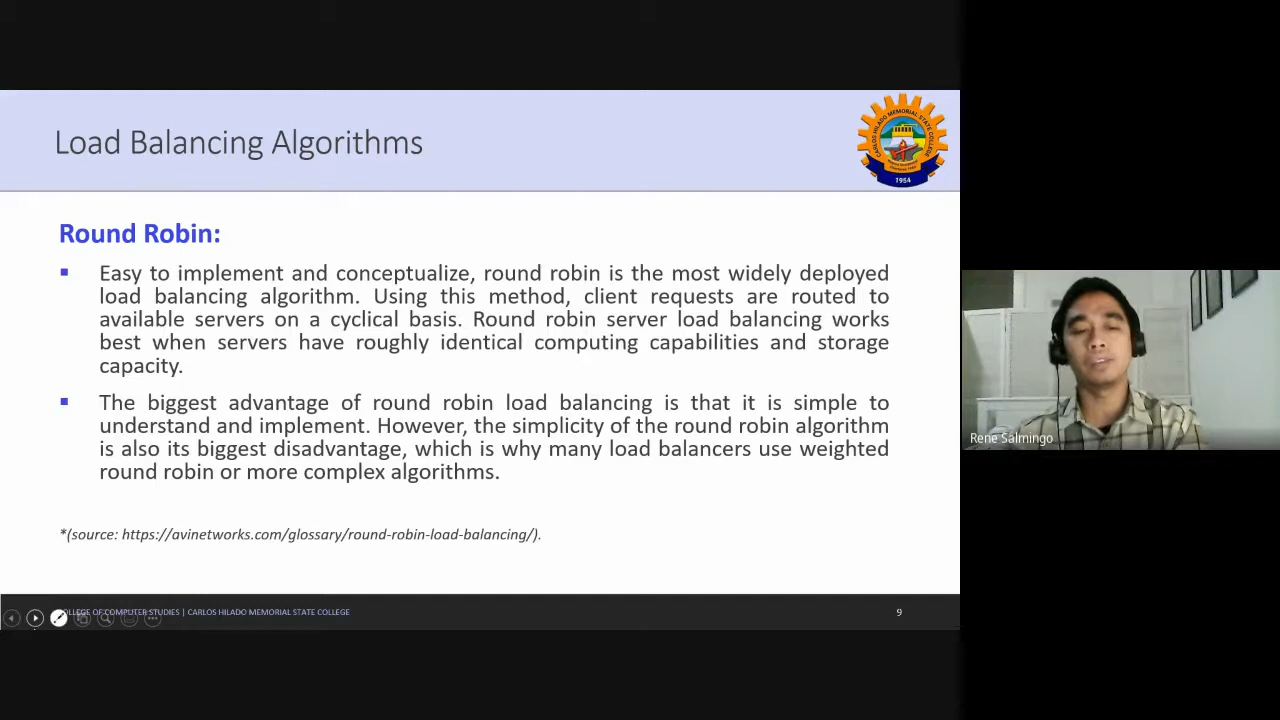 Load Balancing Algorithms
CARLOS HILADO MEMORIAL STATE COLLEGE
1954
Round Robin:
Easy to implement and conceptualize, round robin is the most widely deployed
load balancing algorithm. Using this method, client requests are routed to
available servers on a cyclical basis. Round robin server load balancing works
best when servers have roughly identical computing capabilities and storage
capacity.
The biggest advantage of round robin load balancing is that it is simple to
understand and implement. However, the simplicity of the round robin algorithm
is also its biggest disadvantage, which is why many load balancers use weighted
round robin or more complex algorithms.
*(source: https://avinetworks.com/glossary/round-robin-load-balancing/).
COLLEGE OF COMPUTER STUDIES | CARLOS HILADO MEMORIAL STATE COLLEGE
9
Rene Salmingo